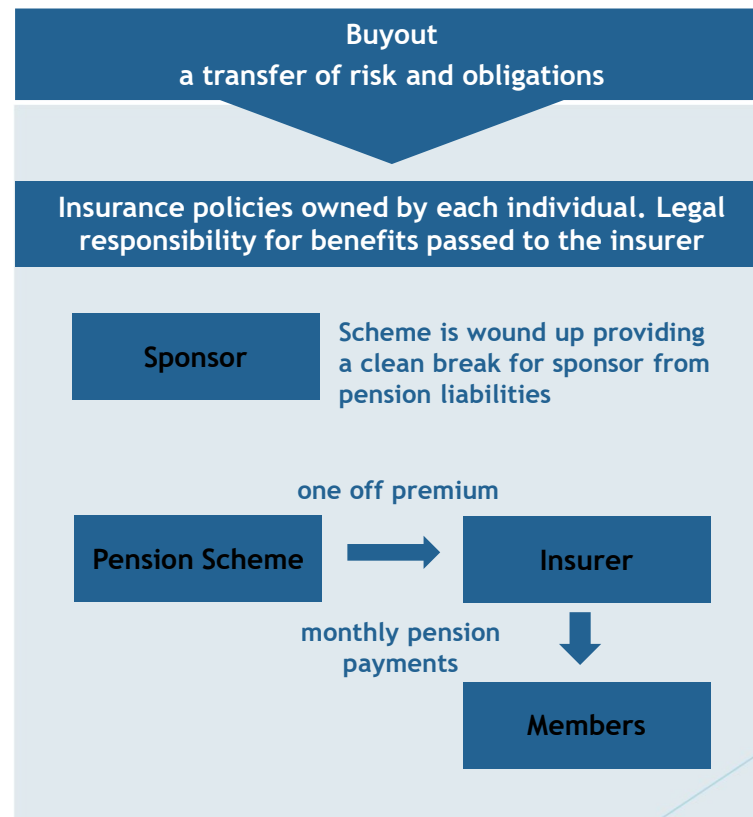 Buyout
a transfer of risk and obligations
Insurance policies owned by each individual. Legal
responsibility for benefits passed to the insurer
Sponsor
Scheme is wound up providing
a clean break for sponsor from
pension liabilities
one off premium
Pension Scheme
Insurer
monthly pension
payments
Members